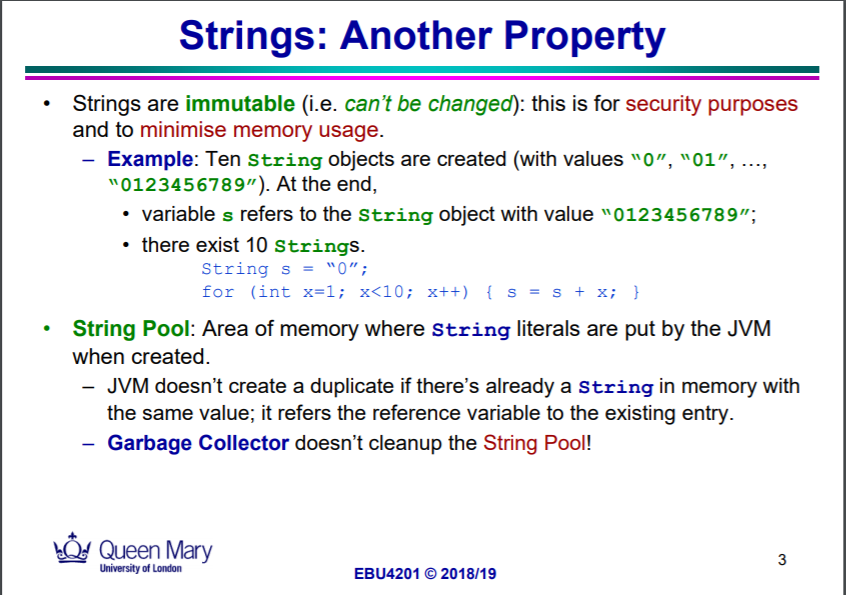 Strings: Another Property
• Strings are immutable (i.e. can't be changed): this is for security purposes
and to minimise memory usage.
– Example: Ten String objects are created (with values “0”, “01”, …,
“0123456789”). At the end,
• variable s refers to the String object with value “0123456789”;
• there exist 10 Strings.
String s = “0”;
for (int x=1; x<10; x++) { s = s + x; }
• String Pool: Area of memory where String literals are put by the JVM
when created.
– JVM doesn't create a duplicate if there's already a String in memory with
the same value; it refers the reference variable to the existing entry.
– Garbage Collector doesn't cleanup the String Pool!
Queen Mary
University of London
EBU4201 © 2018/19
3